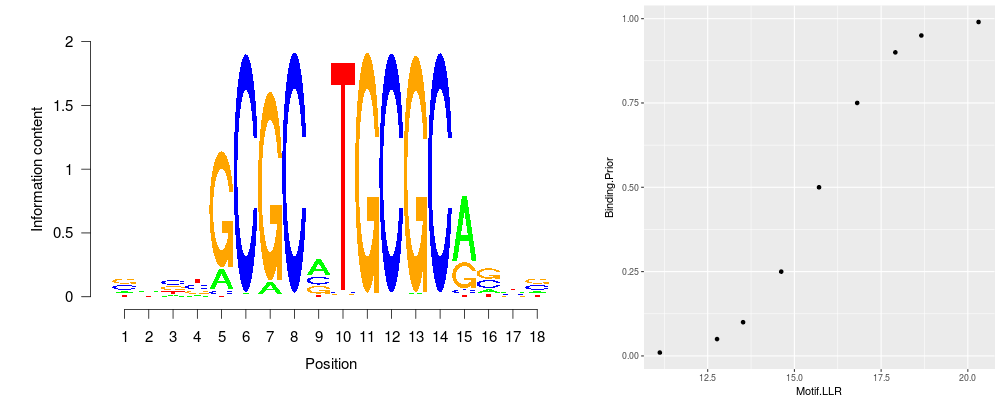 Information content
2
1.5
1
0.5
0
GCGCATGCGCA
1 2 3 4 5 6 7 8 9 10 11 12 13 14 15 16 17 18
Position
Binding.Prior
1.00
0.75
0.50
0.25
0.00
12.5 15.0 17.5 20.0
Motif.LLR